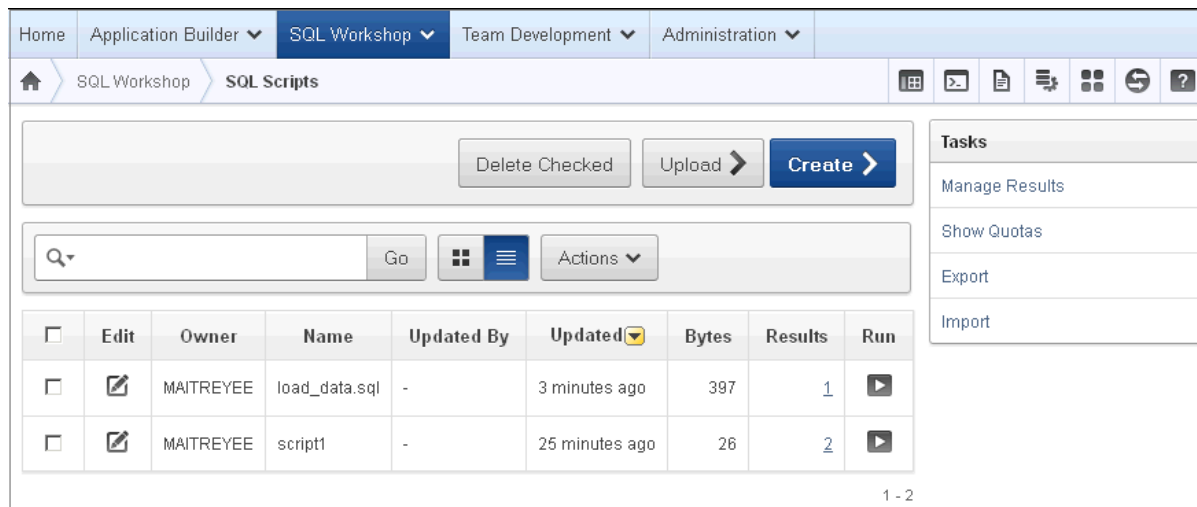 Home Application Builder SQL Workshop Team Development Administration
SQL Workshop SQL Scripts ?
Delete Checked Upload Create
Tasks
Manage Results
Show Quotas
Export
Import
Go Actions
Edit Owner Name Updated By Updated Bytes Results Run
MAITREYEE load_data.sql - 3 minutes ago 397 1
MAITREYEE script1 - 25 minutes ago 26 2
1 - 2